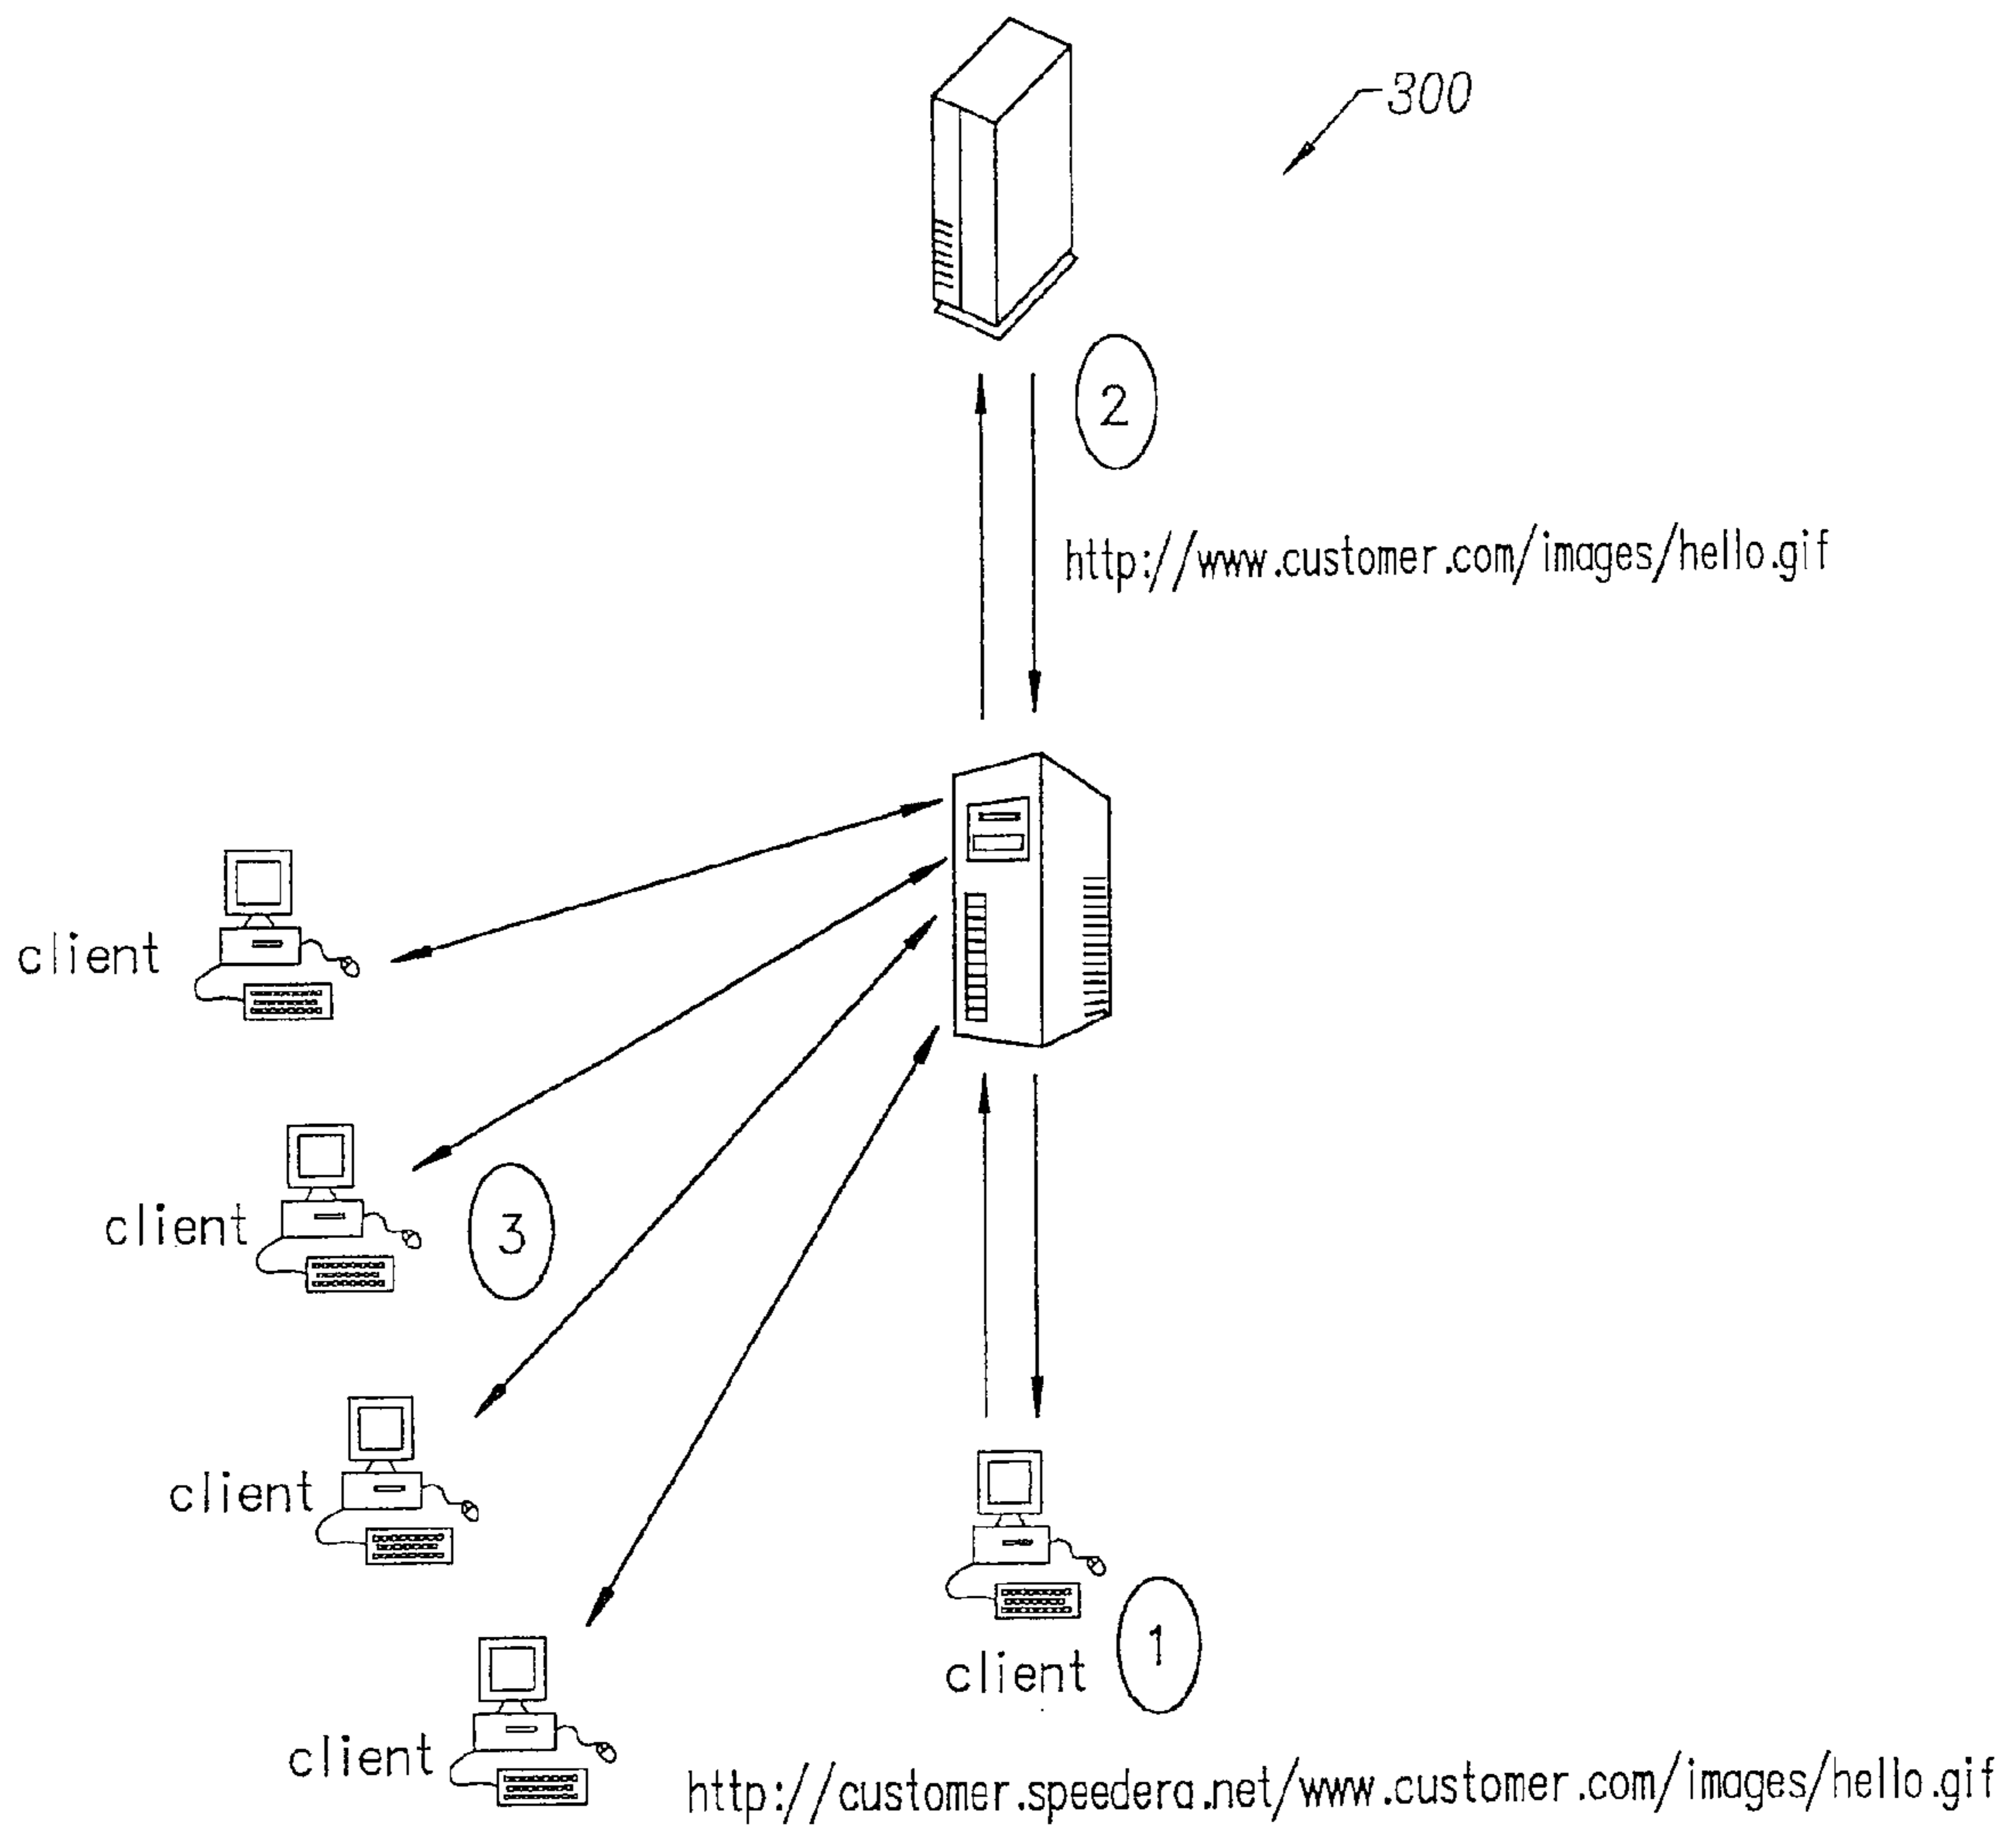 300
2
http://www.customer.com/images/hello.gif
client
client
3
client
client
1
client
http://customer.speedera.net/www.customer.com/images/hello.gif